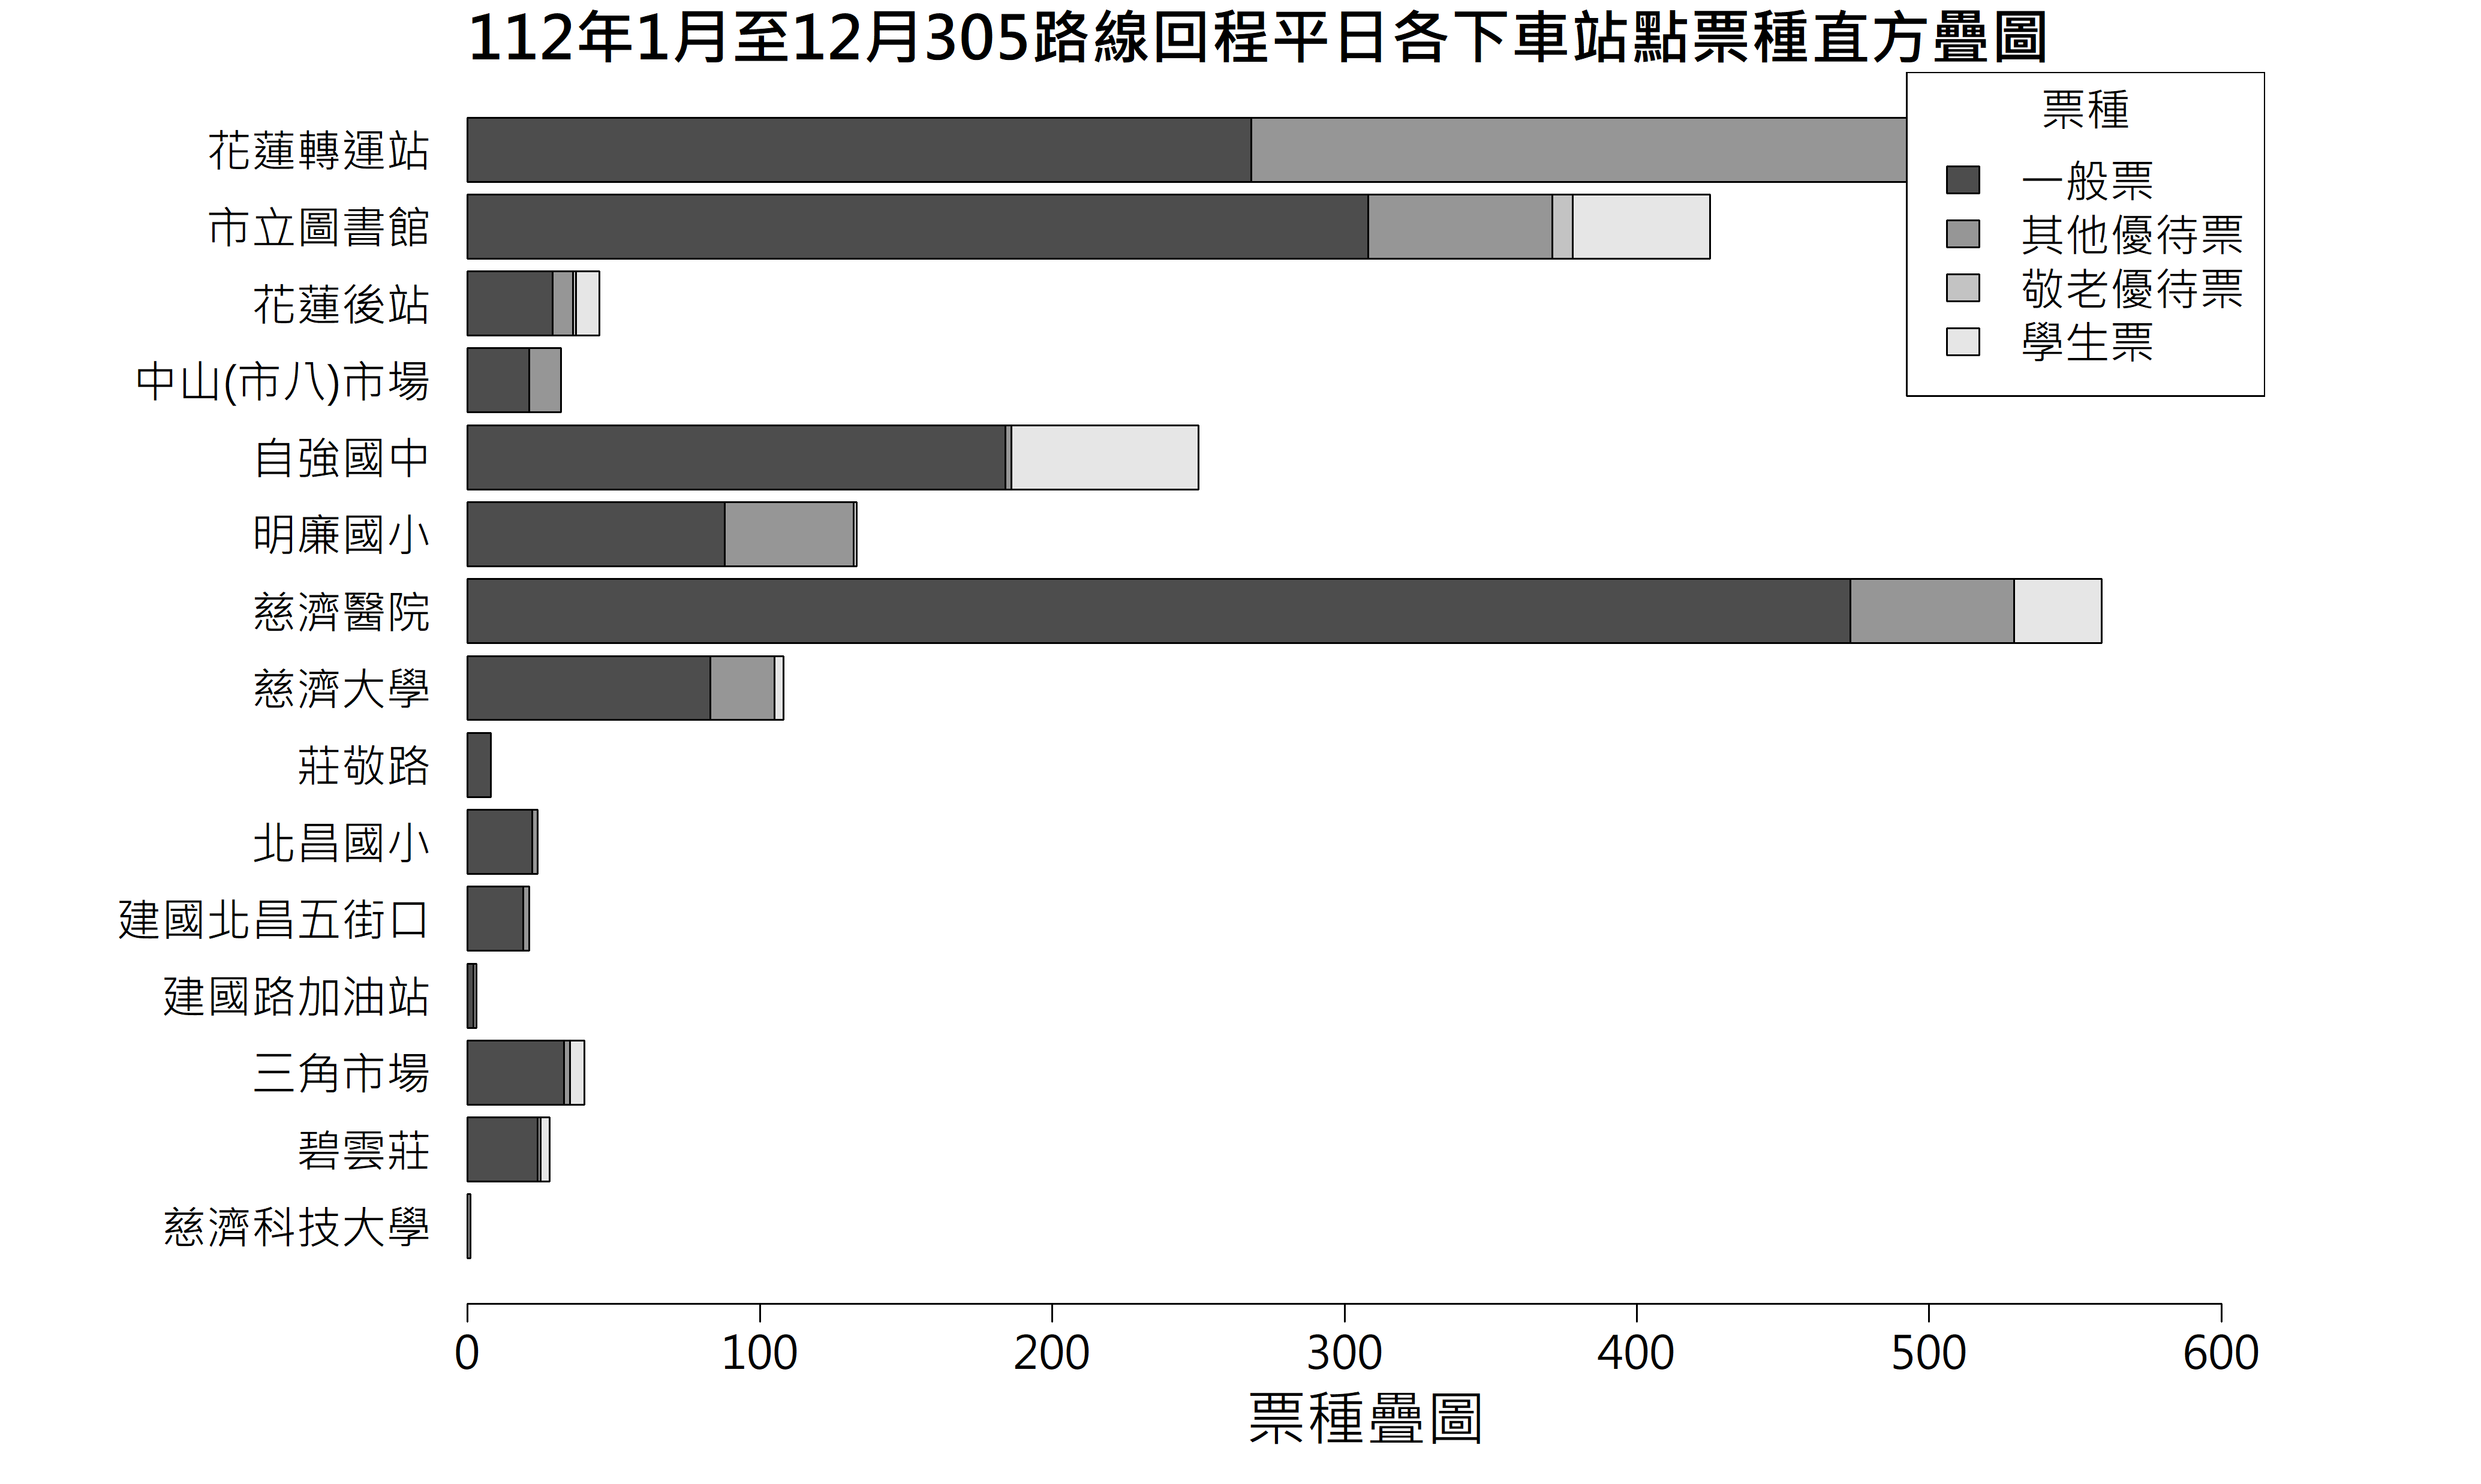 112年1月至12月305路線回程平日各下車站點票種直方疊圖
票種
一般票
其他優待票
敬老優待票
學生票
花蓮轉運站
市立圖書館
花蓮後站
中山(市八)市場
自強國中
明廉國小
慈濟醫院
慈濟大學
莊敬路
北昌國小
建國北昌五街口
建國路加油站
三角市場
碧雲莊
慈濟科技大學
0 100 200 300 400 500 600
票種疊圖